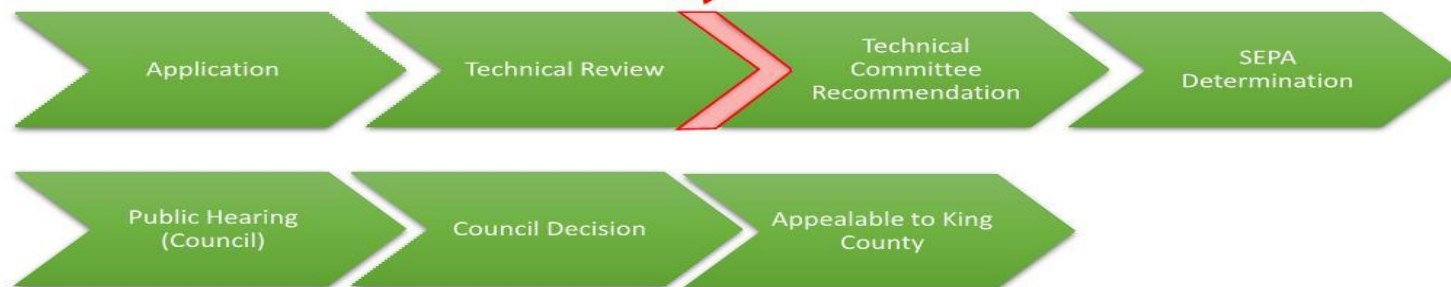 Application
Technical Review
Technical
Committee
Recommendation
SEPA
Determination
Public Hearing
(Council)
Council Decision
Appealable to King
County